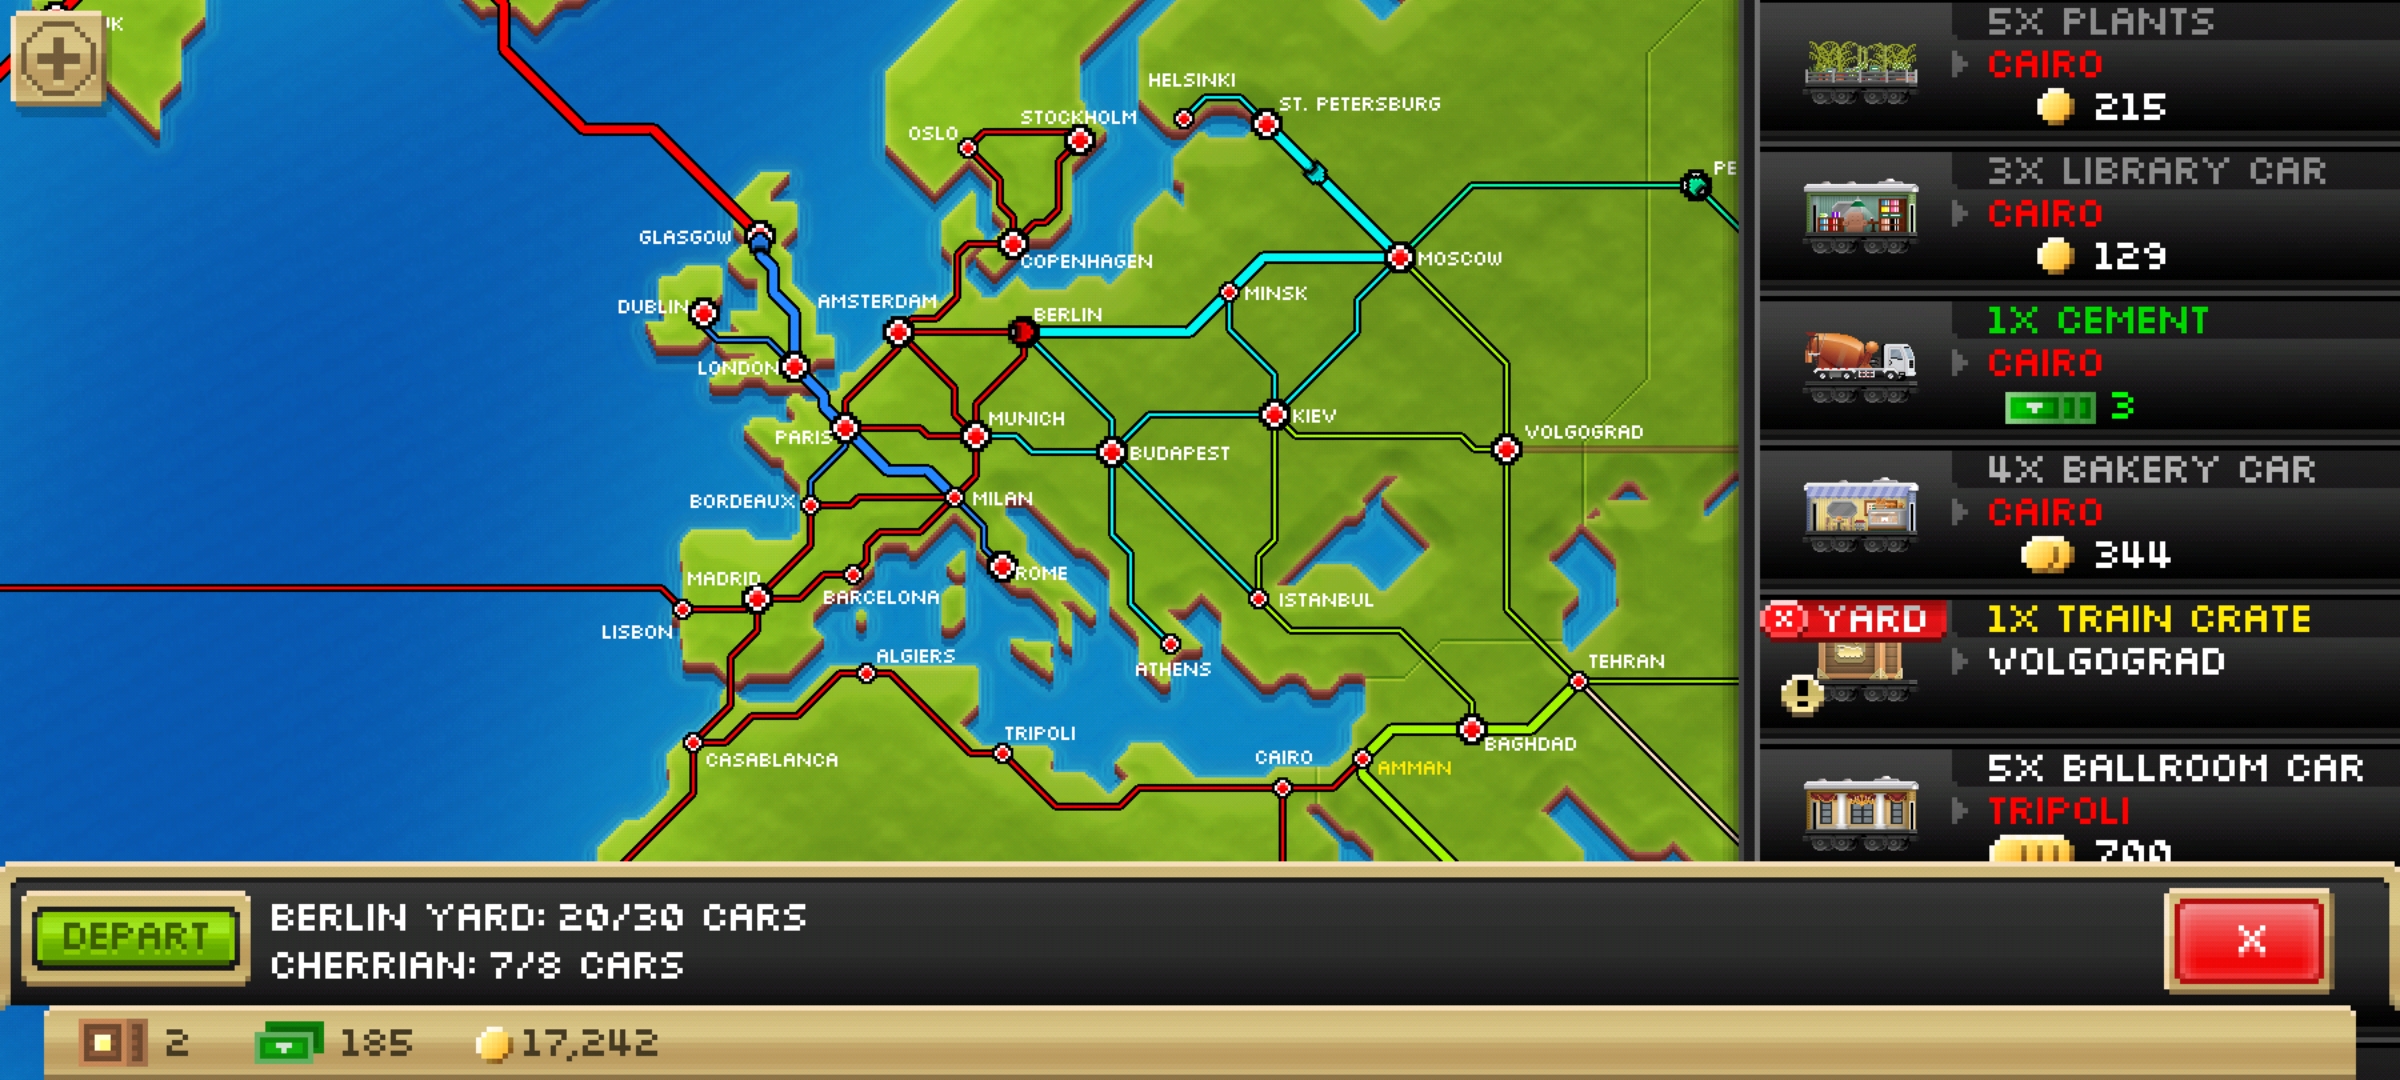 5X PLANTS
CAIRO
215
3X LIBRARY CAR
CAIRO
129
1X CEMENT
CAIRO
3
4X BAKERY CAR
CAIRO
344
YARD
1X TRAIN CRATE
VOLGOGRAD
5X BALLROOM CAR
TRIPOLI
700
HELSINKI
ST. PETERSBURG
STOCKHOLM
OSLO
GLASGOW
COPENHAGEN
MOSCOW
MINSK
DUBLIN
AMSTERDAM
BERLIN
LONDON
MUNICH
KIEV
VOLGOGRAD
PARIS
BUDAPEST
BORDEAUX
MILAN
MADRID
ROME
BARCELONA
ISTANBUL
LISBON
ALGIERS
ATHENS
TEHRAN
TRIPOLI
BAGHDAD
CASABLANCA
CAIRO
AMMAN
DEPART
BERLIN YARD: 20/30 CARS
CHERRIAN: 7/8 CARS
X
2
185
17,242